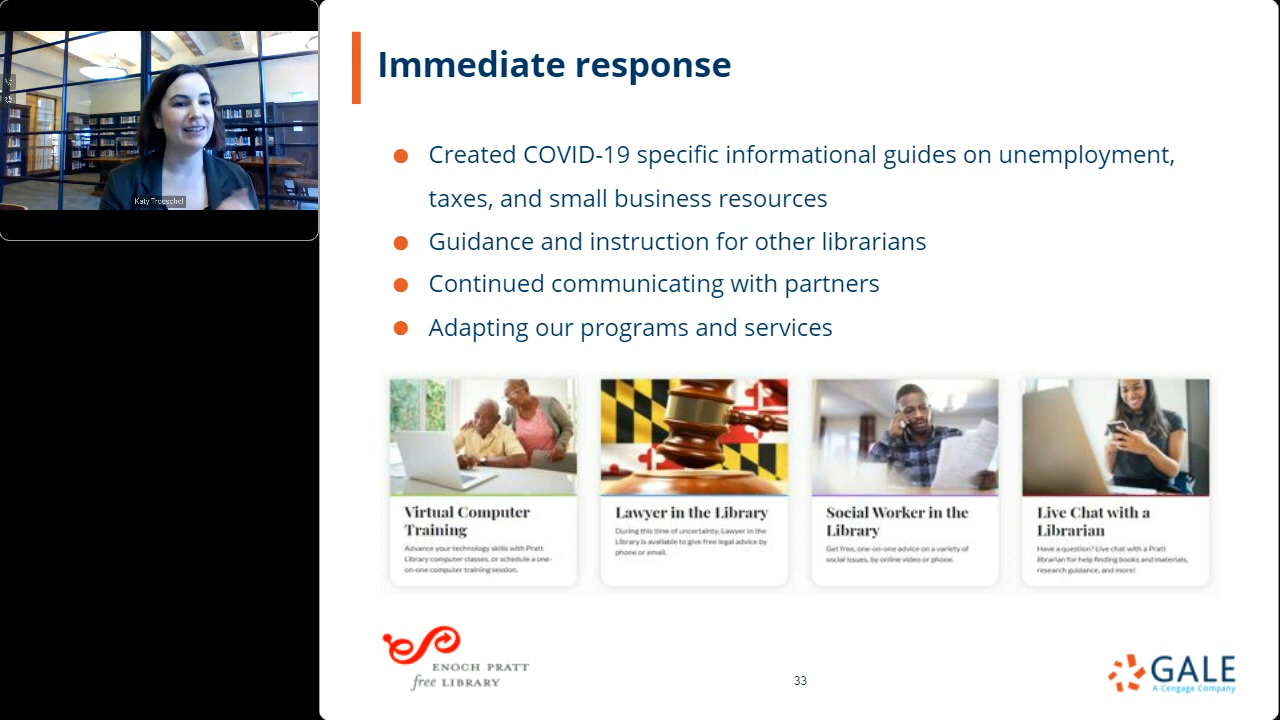 Katy Troeschel
Immediate response
Created COVID-19 specific informational guides on unemployment,
taxes, and small business resources
Guidance and instruction for other librarians
Continued communicating with partners
Adapting our programs and services
Virtual Computer
Training
Advance your technology skills with Pratt
Library computer classes, or schedule a one-
on-one computer training session.
Lawyer in the Library
During this time of uncertainty, Lawyer in the
Library is available to give free legal advice by
phone or email.
Social Worker in the
Library
Get free, one-on-one advice on a variety of
social issues, by online video or phone.
Live Chat with a
Librarian
Have a question? Live chat with a Pratt
librarian for help finding books and materials,
research guidance, and more!
ENOCH PRATT
free LIBRARY
33
GALE
A Cengage Company